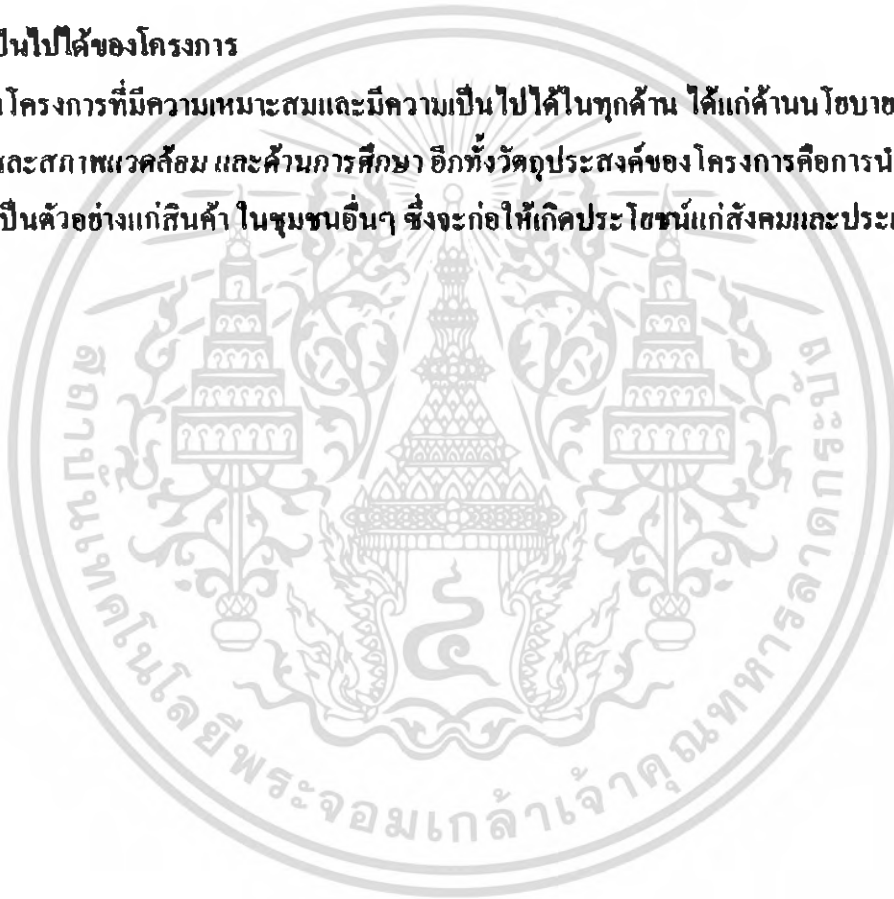 ป็นไปได้ของโครงการ
โครงการที่มีความเหมาะสมและมีความเป็นไปได้ในทุกด้าน ได้แก่ด้านนโยบาย
และสภาพแวดล้อม และด้านการศึกษา อีกทั้งวัตถุประสงค์ของโครงการคือการนำ
ป็นตัวอย่างแก่สินค้า ในชุมชนอื่นๆ ซึ่งจะก่อให้เกิดประโยชน์แก่สังคมและประเ
สถาบันเทคโนโลยีพระจอมเกล้าเจ้าคุณทหารลาดกระบัง
๔